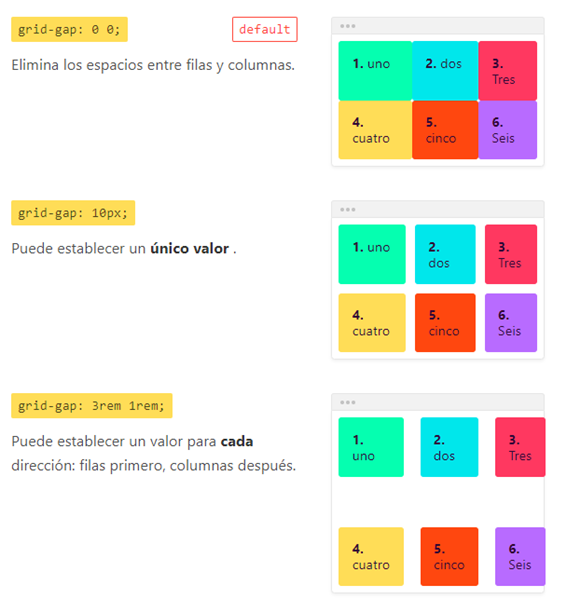 grid-gap: 0 0;
default
Elimina los espacios entre filas y columnas.
1. uno
2. dos
3.
Tres
4.
cuatro
5.
cinco
6.
Seis
grid-gap: 10px;
Puede establecer un único valor .
1. uno
2.
dos
3.
Tres
4.
cuatro
5.
cinco
6.
Seis
grid-gap: 3rem 1rem;
Puede establecer un valor para cada
dirección: filas primero, columnas después.
1.
uno
2.
dos
3.
Tres
4.
cuatro
5.
cinco
6.
Seis